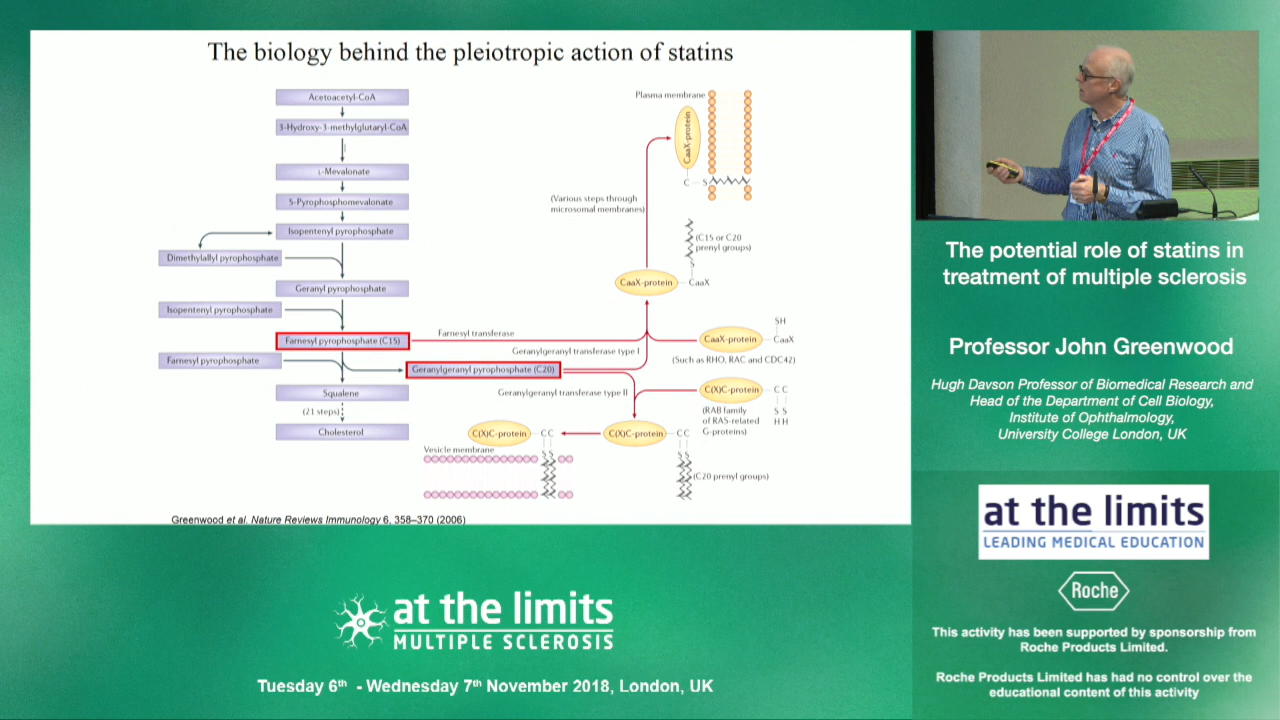 The biology behind the pleiotropic action of statins
Acetoacetyl-CoA
3-Hydroxy-3-methylglutaryl-CoA
L-Mevalonate
5-Pyrophosphomevalonate
Isopentenyl pyrophosphate
Dimethylallyl pyrophosphate
Geranyl pyrophosphate
Isopentenyl pyrophosphate
Farnesyl pyrophosphate (C15)
Farnesyl pyrophosphate
Geranylgeranyl pyrophosphate (C20)
Squalene
(21 steps)
Cholesterol
Farnesyl transferase
Geranylgeranyl transferase type I
Geranylgeranyl transferase type II
Plasma membrane
CaaX-protein
C S
(Various steps through
microsomal membranes)
(C15 or C20
prenyl groups)
S
CaaX-protein CaaX
SH
CaaX-protein CaaX
(Such as RHO, RAC and CDC42)
C(X)C-protein C C
(RAB family
of RAS-related
G-proteins)
S S
H H
C(X)C-protein C C
S S
(C20 prenyl groups)
C(X)C-protein C C
S S
Vesicle membrane
Greenwood et al. Nature Reviews Immunology 6, 358–370 (2006)
The potential role of statins in
treatment of multiple sclerosis
Professor John Greenwood
Hugh Davson Professor of Biomedical Research and
Head of the Department of Cell Biology,
Institute of Ophthalmology,
University College London, UK
at the limits
LEADING MEDICAL EDUCATION
Roche
This activity has been supported by sponsorship from
Roche Products Limited.
Roche Products Limited has had no control over the
educational content of this activity
at the limits
MULTIPLE SCLEROSIS
Tuesday 6th - Wednesday 7th November 2018, London, UK